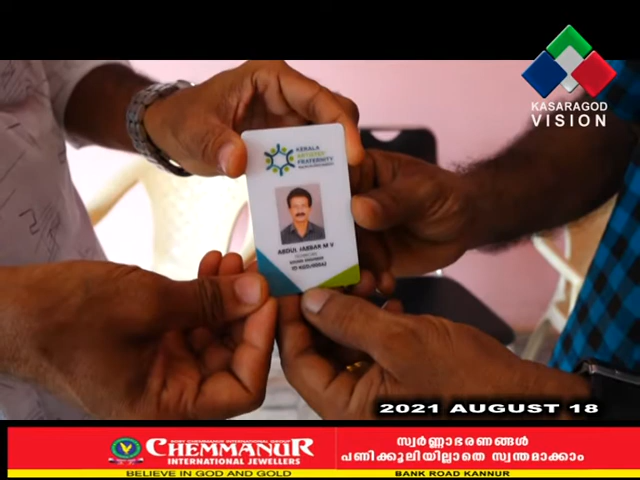 KASARAGOD
VISION
KERALA
ARTISTES'
FRATERNITY
ABDUL JABBAR M V
2021 AUGUST 18
CHEMMANUR
INTERNATIONAL JEWELLERS
BELIEVE IN GOD AND GOLD
സ്വർണ്ണാഭരണങ്ങൾ
പണിക്കൂലിയില്ലാതെ സ്വന്തമാക്കാം
BANK ROAD KANNUR